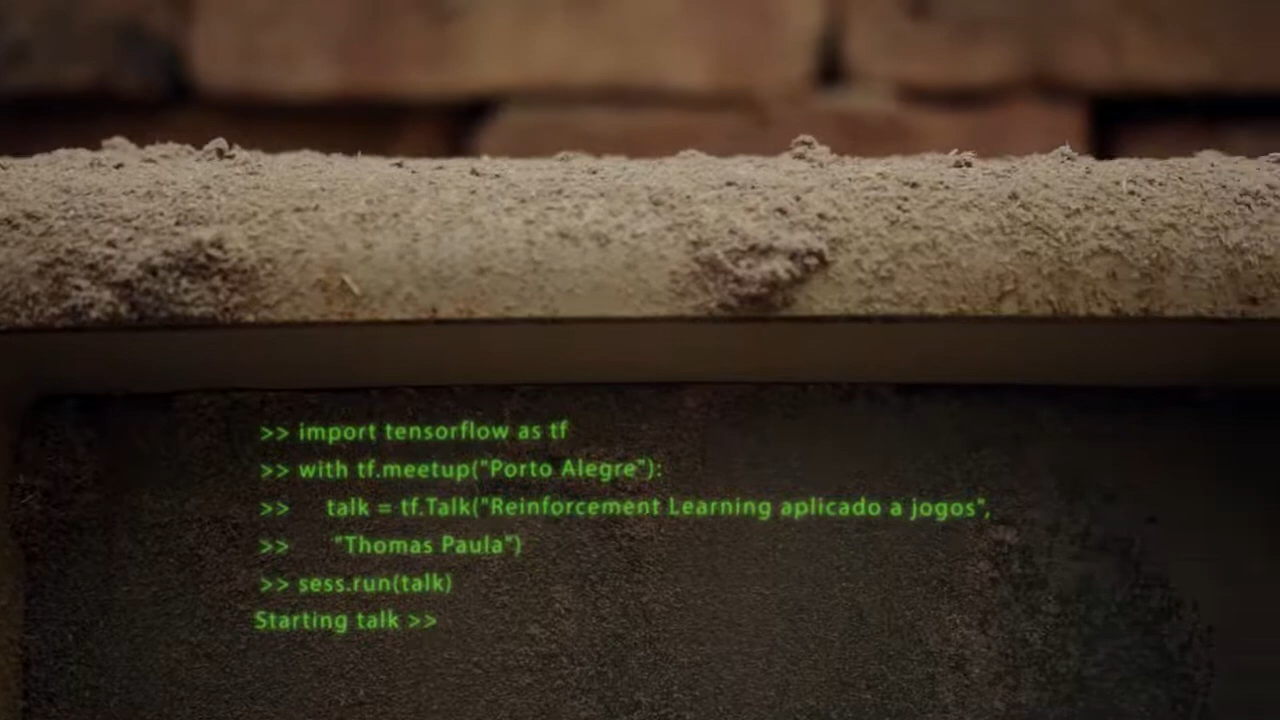 >> import tensorflow as tf
>> with tf.meetup("Porto Alegre"):
>> talk = tf.Talk("Reinforcement Learning aplicado a jogos",
>> "Thomas Paula")
>> sess.run(talk)
Starting talk >>